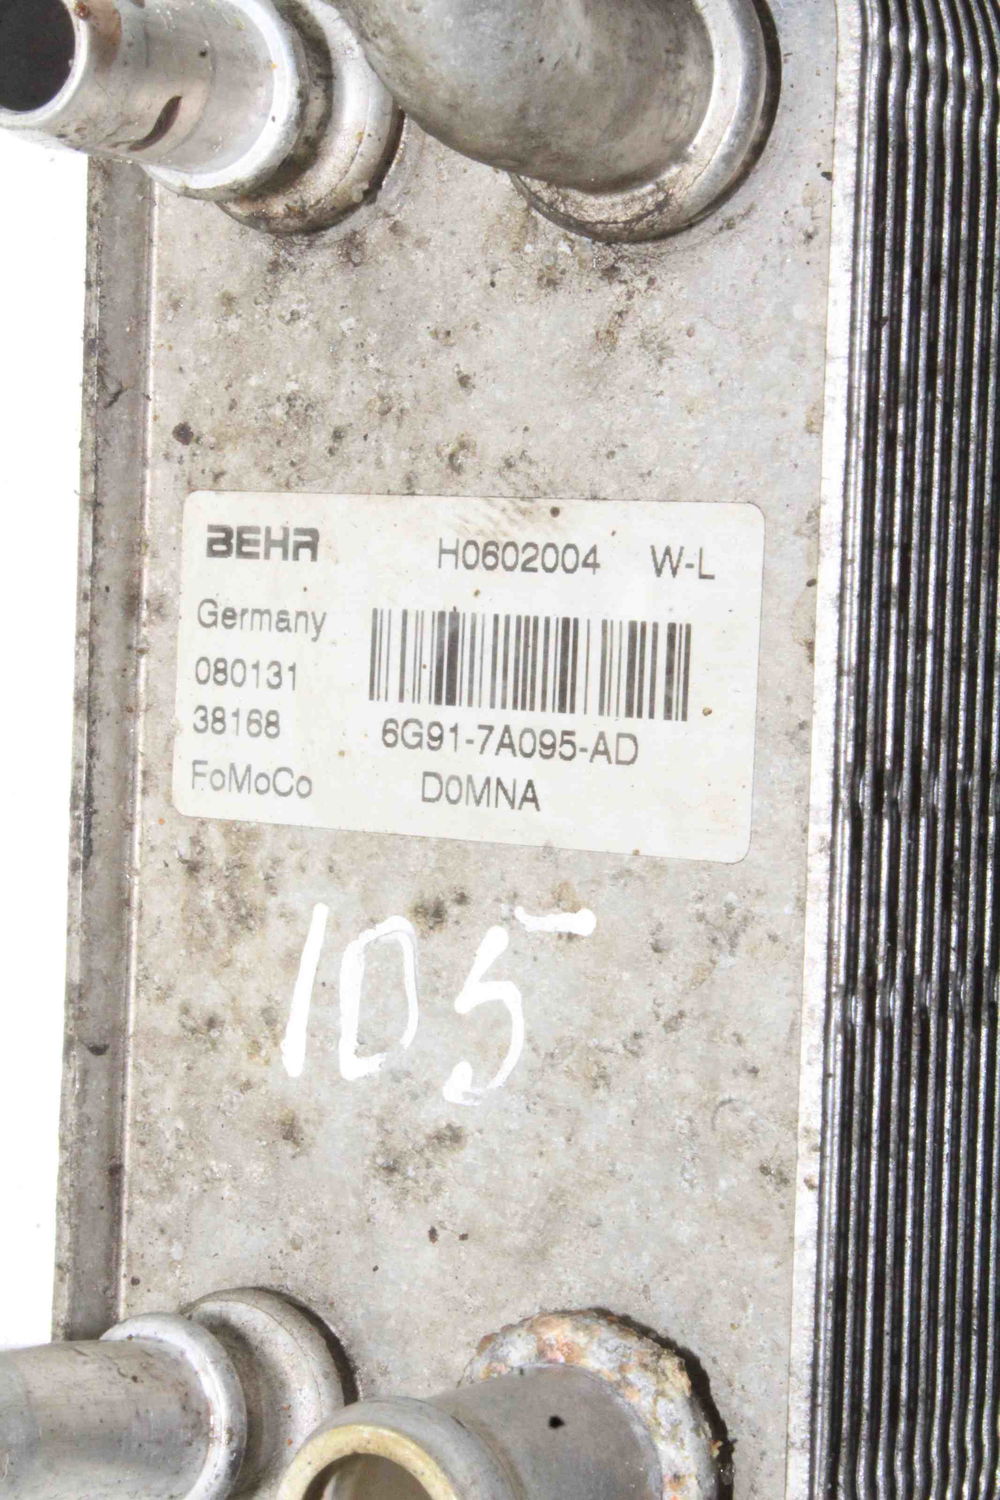 BEHR H0602004 W-L
Germany
080131
38168 6G91-7A095-AD
FoMoCo D0MNA
105